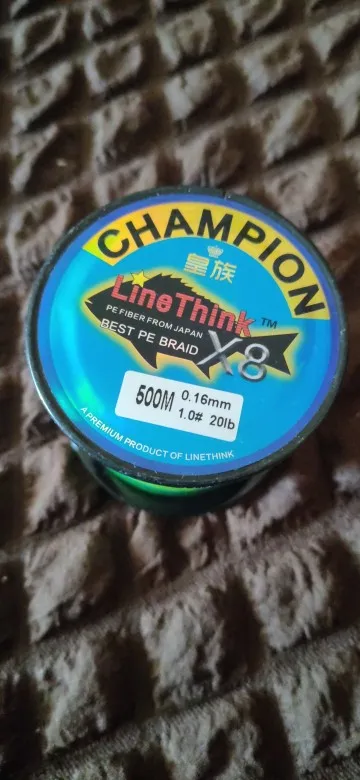 CHAMPION
皇族
LineThink™
PE FIBER FROM JAPAN
BEST PE BRAID X8
500M 0.16mm
1.0# 20lb
A PREMIUM PRODUCT OF LINETHINK